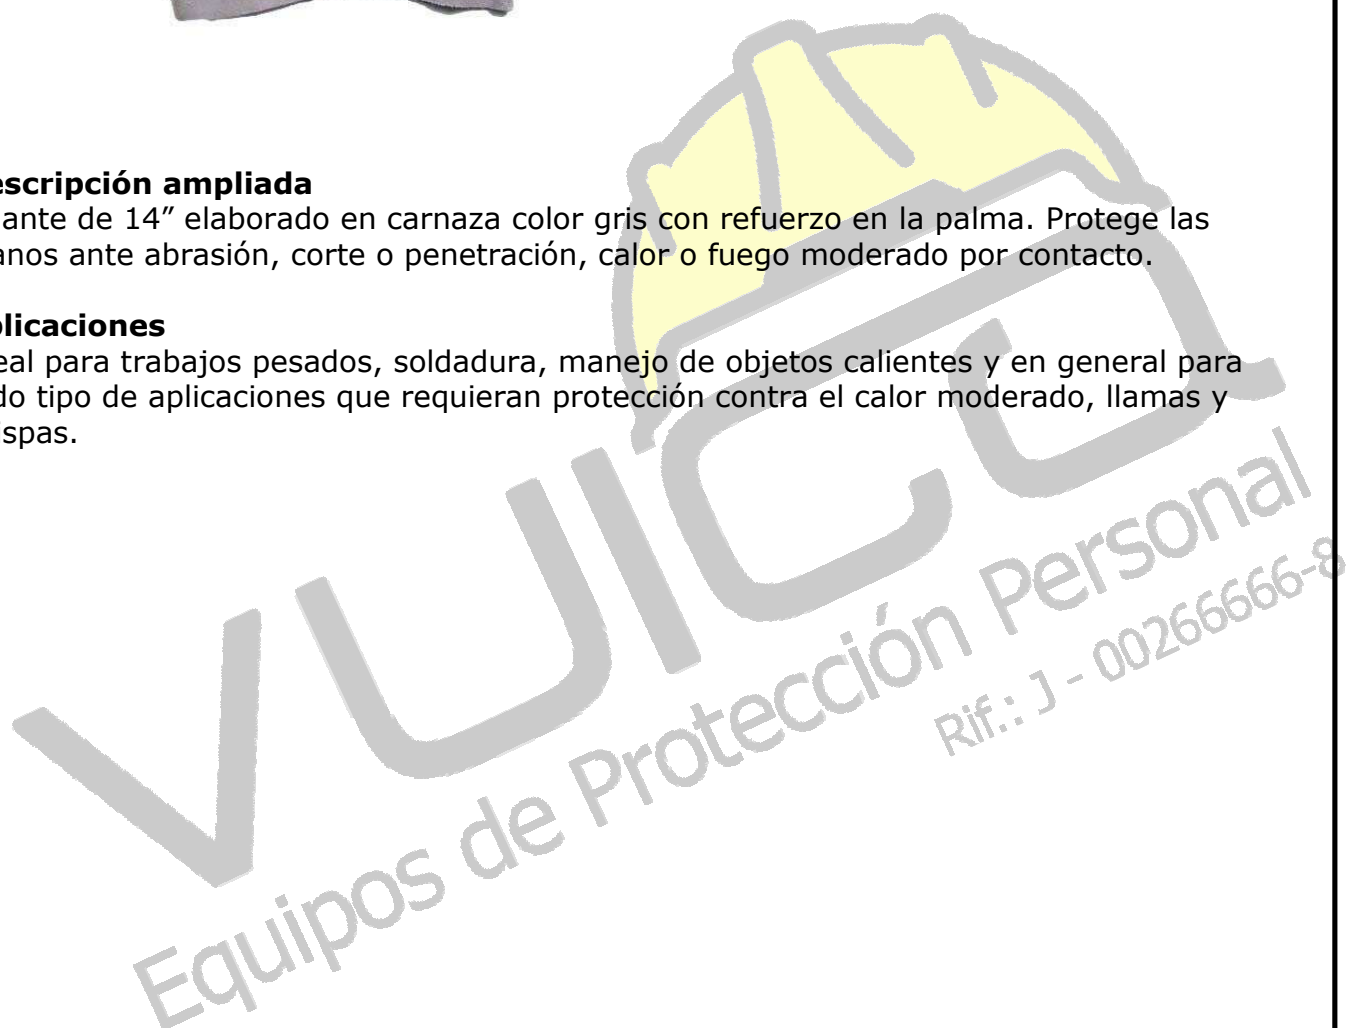 escripción ampliada
ante de 14” elaborado en carnaza color gris con refuerzo en la palma. Protege las
anos ante abrasión, corte o penetración, calor o fuego moderado por contacto.
plicaciones
eal para trabajos pesados, soldadura, manejo de objetos calientes y en general para
do tipo de aplicaciones que requieran protección contra el calor moderado, llamas y
ispas.
VUICA
Equipos de Protección Personal
Rif.: J - 00266666-8